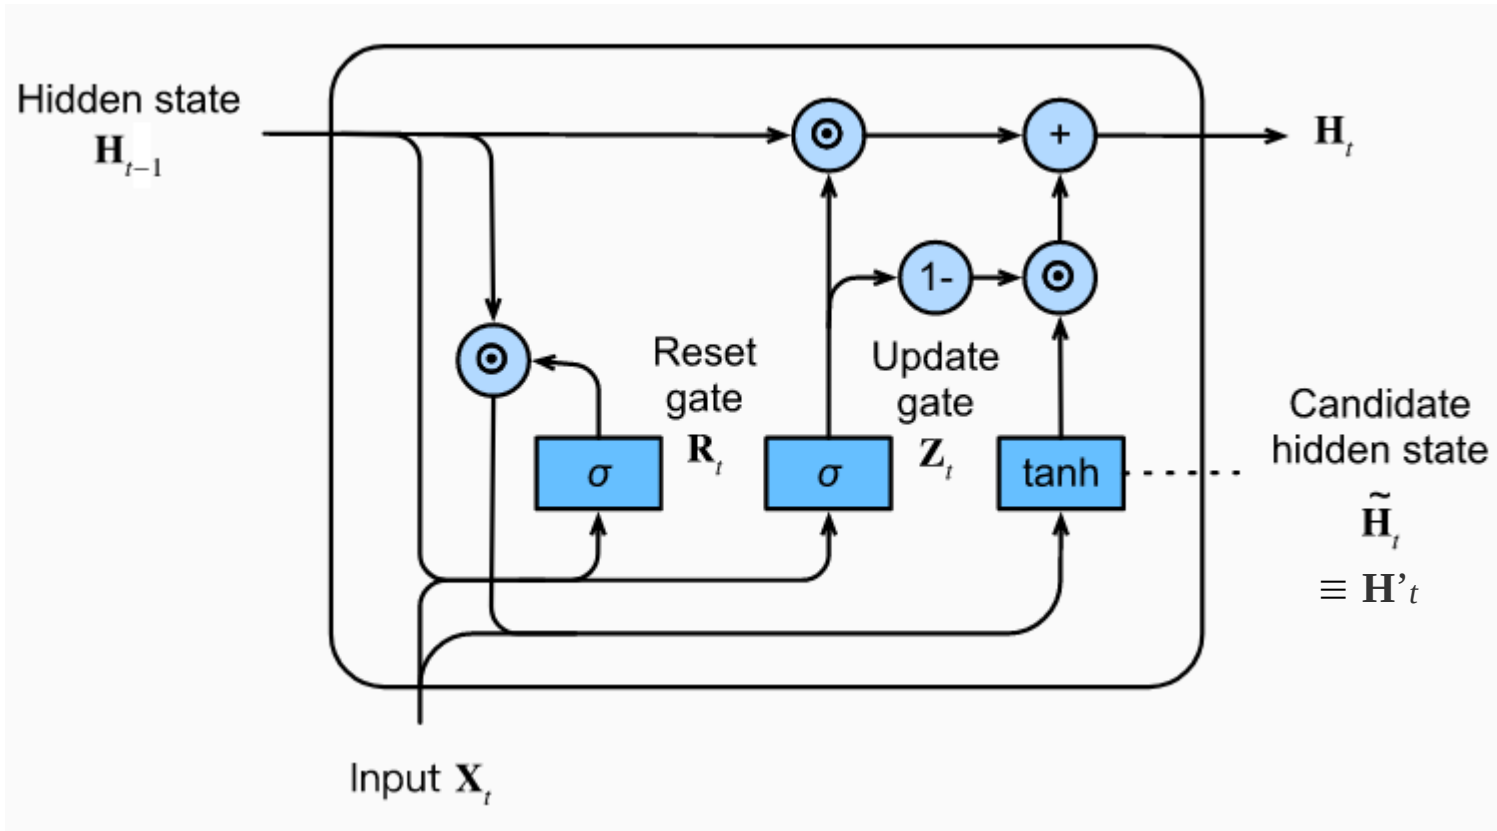 Hidden state
H_{t-1}
⊙
+
H_t
1-
⊙
⊙
Reset
gate
R_t
Update
gate
Z_t
σ
σ
tanh
Candidate
hidden state
H̃_t
≡ H’t
Input X_t